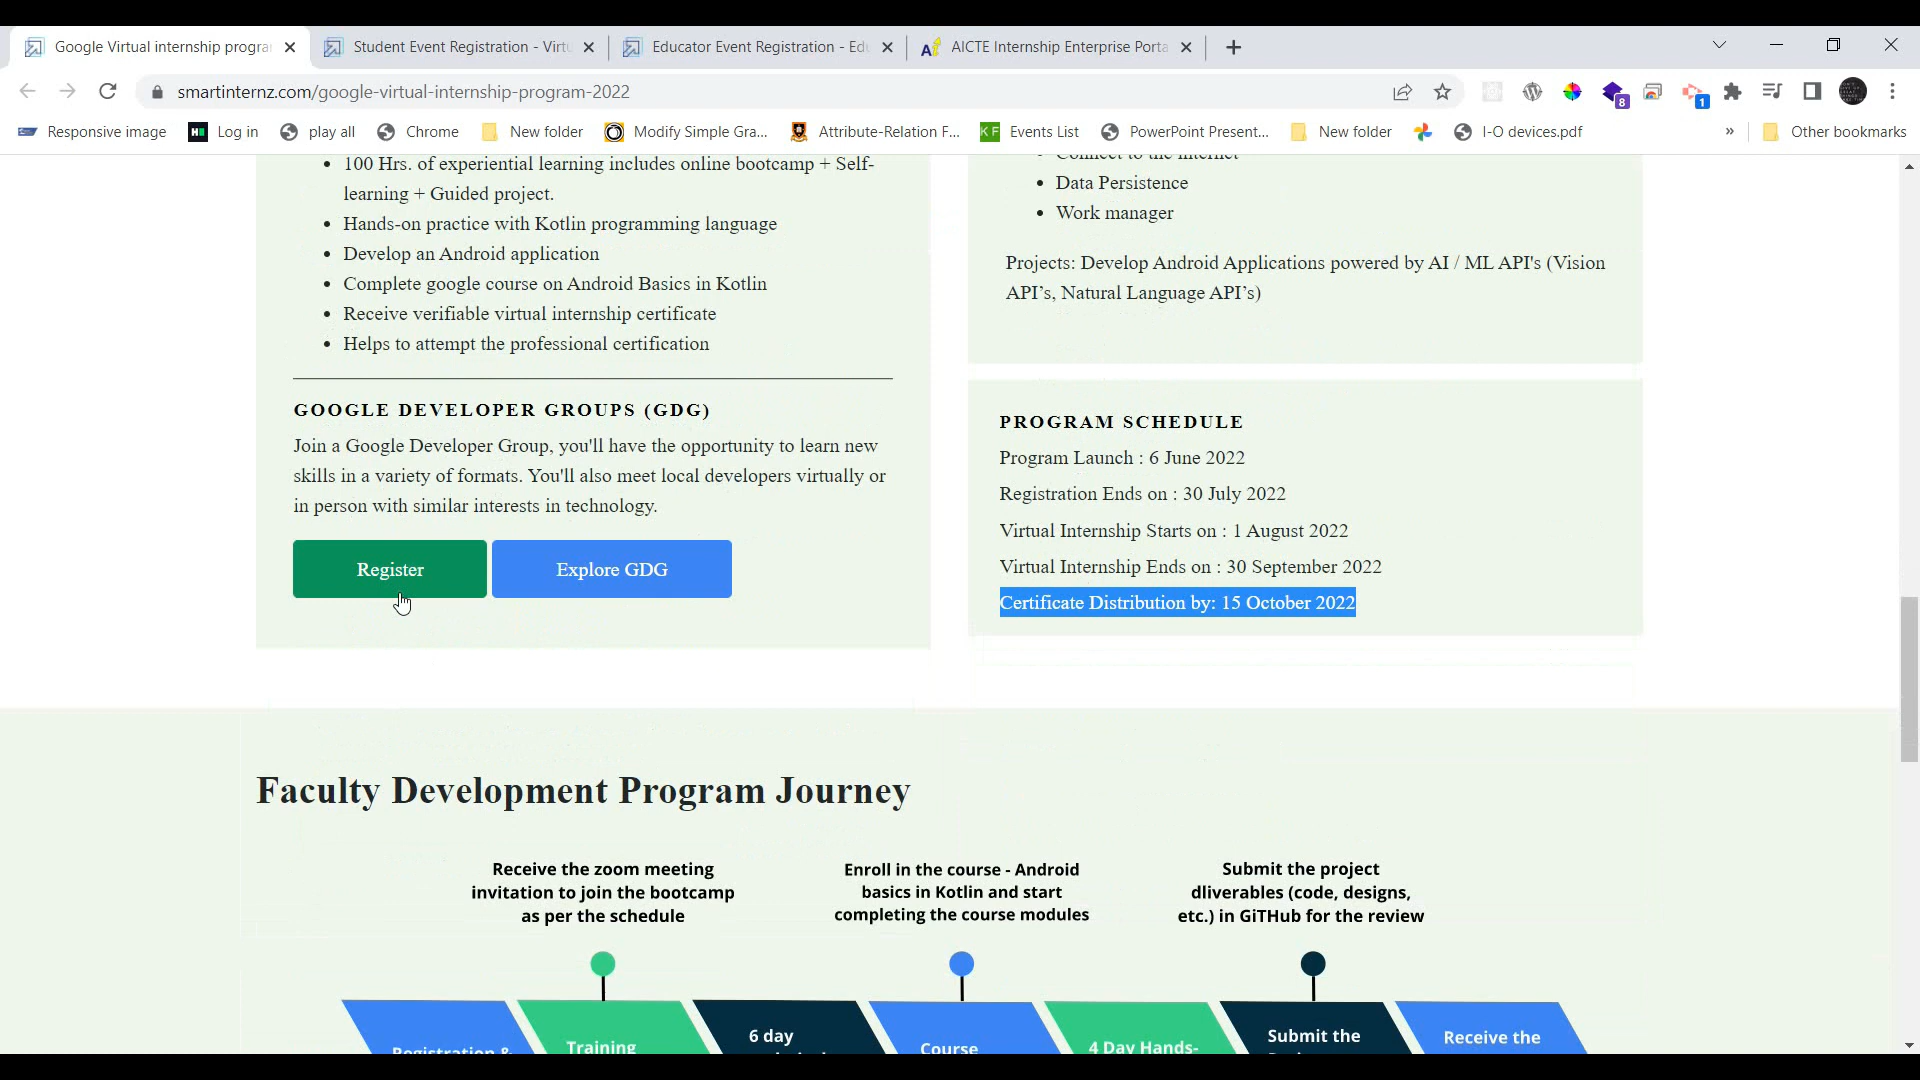 Google Virtual internship progra
Student Event Registration - Virtu
Educator Event Registration - Edu
AICTE Internship Enterprise Porta
smartinternz.com/google-virtual-internship-program-2022
8
1
Responsive image
Log in
play all
Chrome
New folder
Modify Simple Gra...
Attribute-Relation F...
KF Events List
PowerPoint Present...
New folder
I-O devices.pdf
»
Other bookmarks
• 100 Hrs. of experiential learning includes online bootcamp + Self-
learning + Guided project.
• Hands-on practice with Kotlin programming language
• Develop an Android application
• Complete google course on Android Basics in Kotlin
• Receive verifiable virtual internship certificate
• Helps to attempt the professional certification
GOOGLE DEVELOPER GROUPS (GDG)
Join a Google Developer Group, you'll have the opportunity to learn new
skills in a variety of formats. You'll also meet local developers virtually or
in person with similar interests in technology.
Register
Explore GDG
• Connect to the internet
• Data Persistence
• Work manager
Projects: Develop Android Applications powered by AI / ML API's (Vision
API’s, Natural Language API’s)
PROGRAM SCHEDULE
Program Launch : 6 June 2022
Registration Ends on : 30 July 2022
Virtual Internship Starts on : 1 August 2022
Virtual Internship Ends on : 30 September 2022
Certificate Distribution by: 15 October 2022
Faculty Development Program Journey
Receive the zoom meeting
invitation to join the bootcamp
as per the schedule
Enroll in the course - Android
basics in Kotlin and start
completing the course modules
Submit the project
dliverables (code, designs,
etc.) in GiTHub for the review
Registration &
Training
6 day
Course
4 Day Hands-
Submit the
Receive the